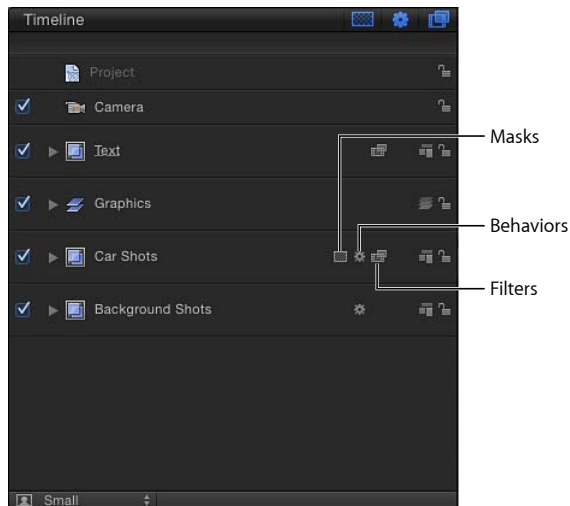 Timeline
Project
Camera
Text
Masks
Graphics
Behaviors
Car Shots
Filters
Background Shots
Small